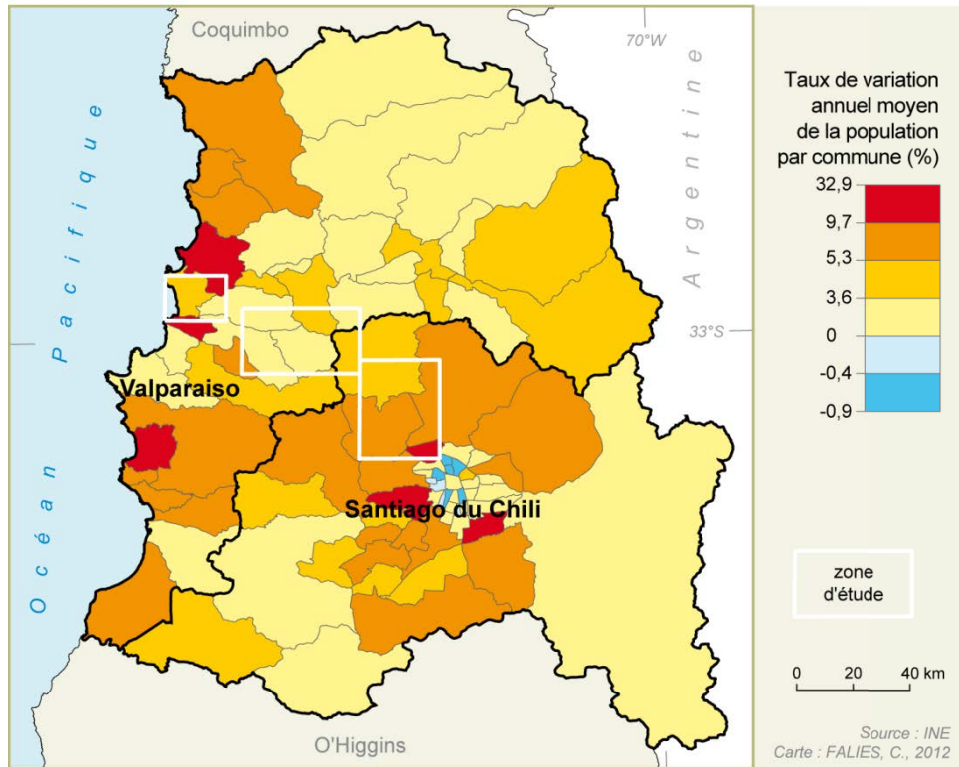 Coquimbo
70°W
Argentine
Océan Pacifique
33°S
Valparaiso
Santiago du Chili
O'Higgins
Taux de variation
annuel moyen
de la population
par commune (%)
32,9
9,7
5,3
3,6
0
-0,4
-0,9
zone
d'étude
0 20 40 km
Source : INE
Carte : FALIES, C., 2012